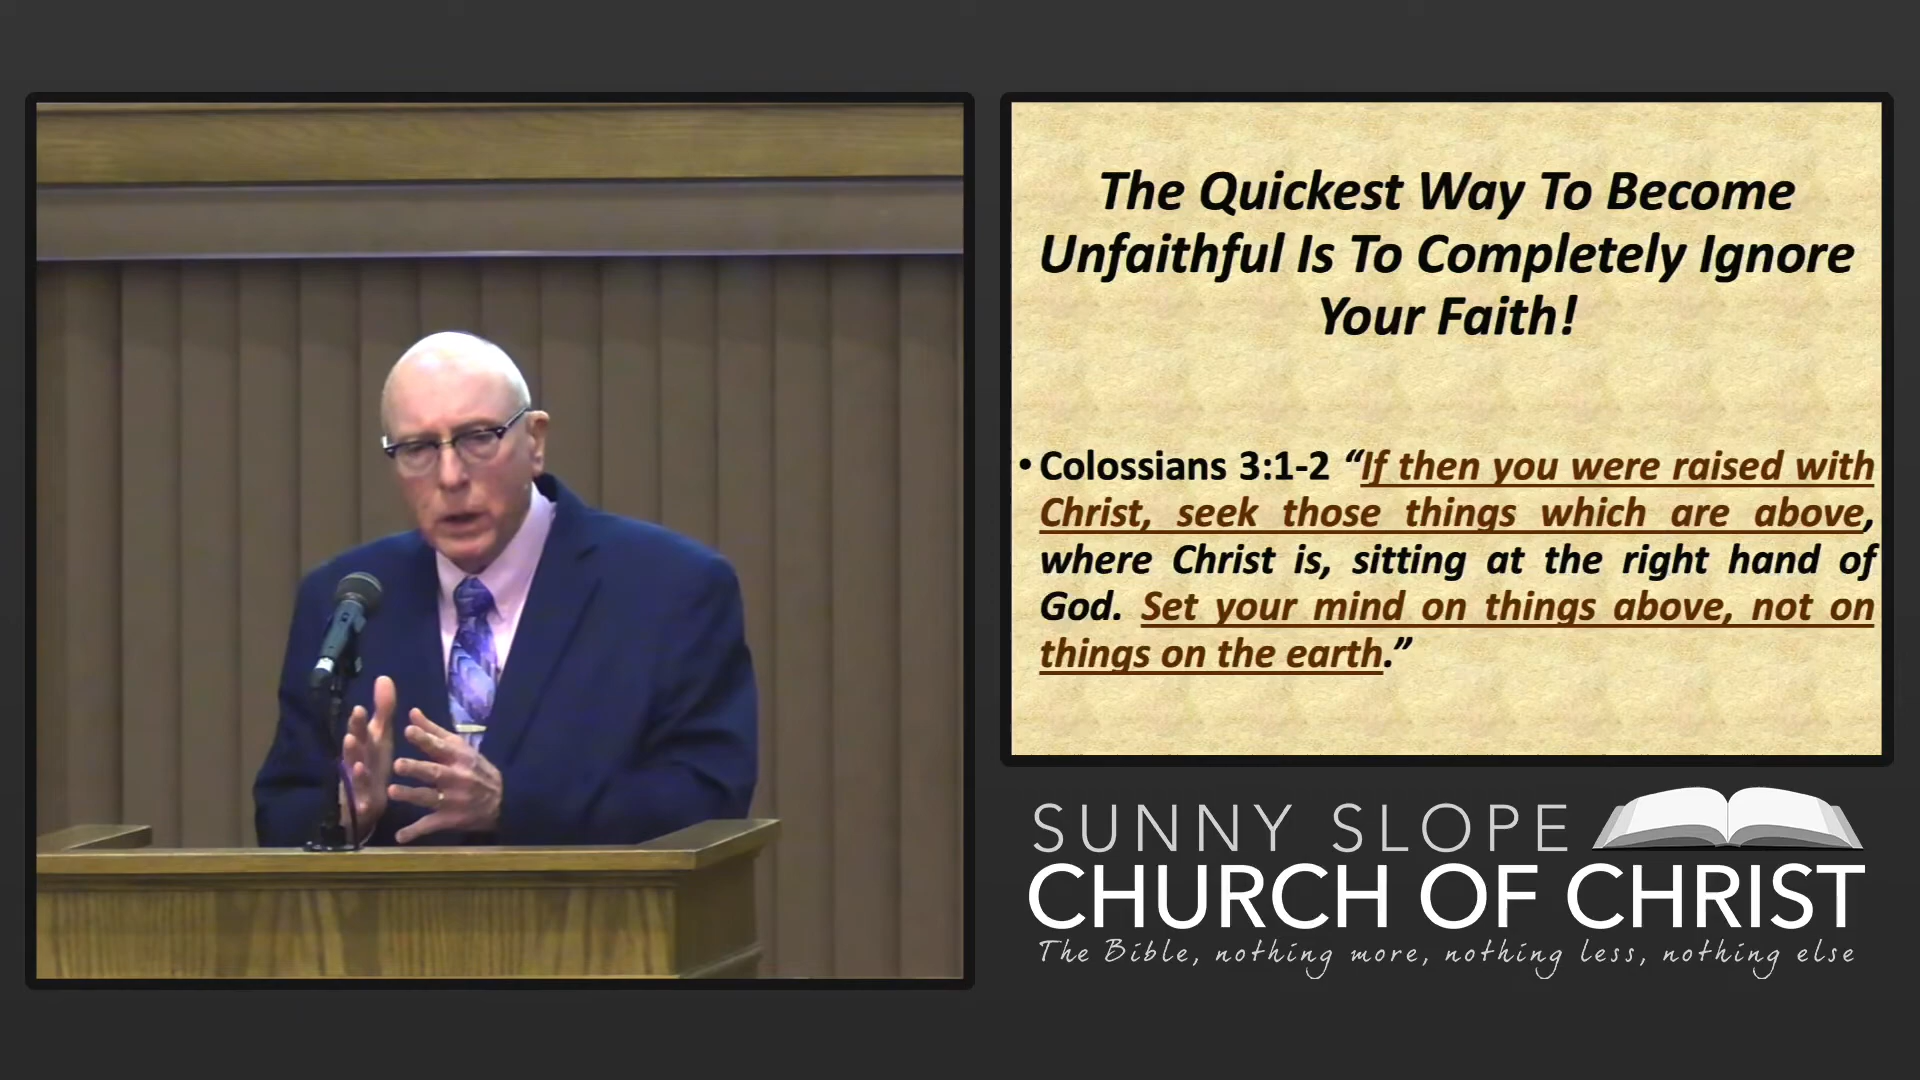 The Quickest Way To Become
Unfaithful Is To Completely Ignore
Your Faith!
• Colossians 3:1-2 “If then you were raised with
Christ, seek those things which are above,
where Christ is, sitting at the right hand of
God. Set your mind on things above, not on
things on the earth.”
SUNNY SLOPE
CHURCH OF CHRIST
The Bible, nothing more, nothing less, nothing else